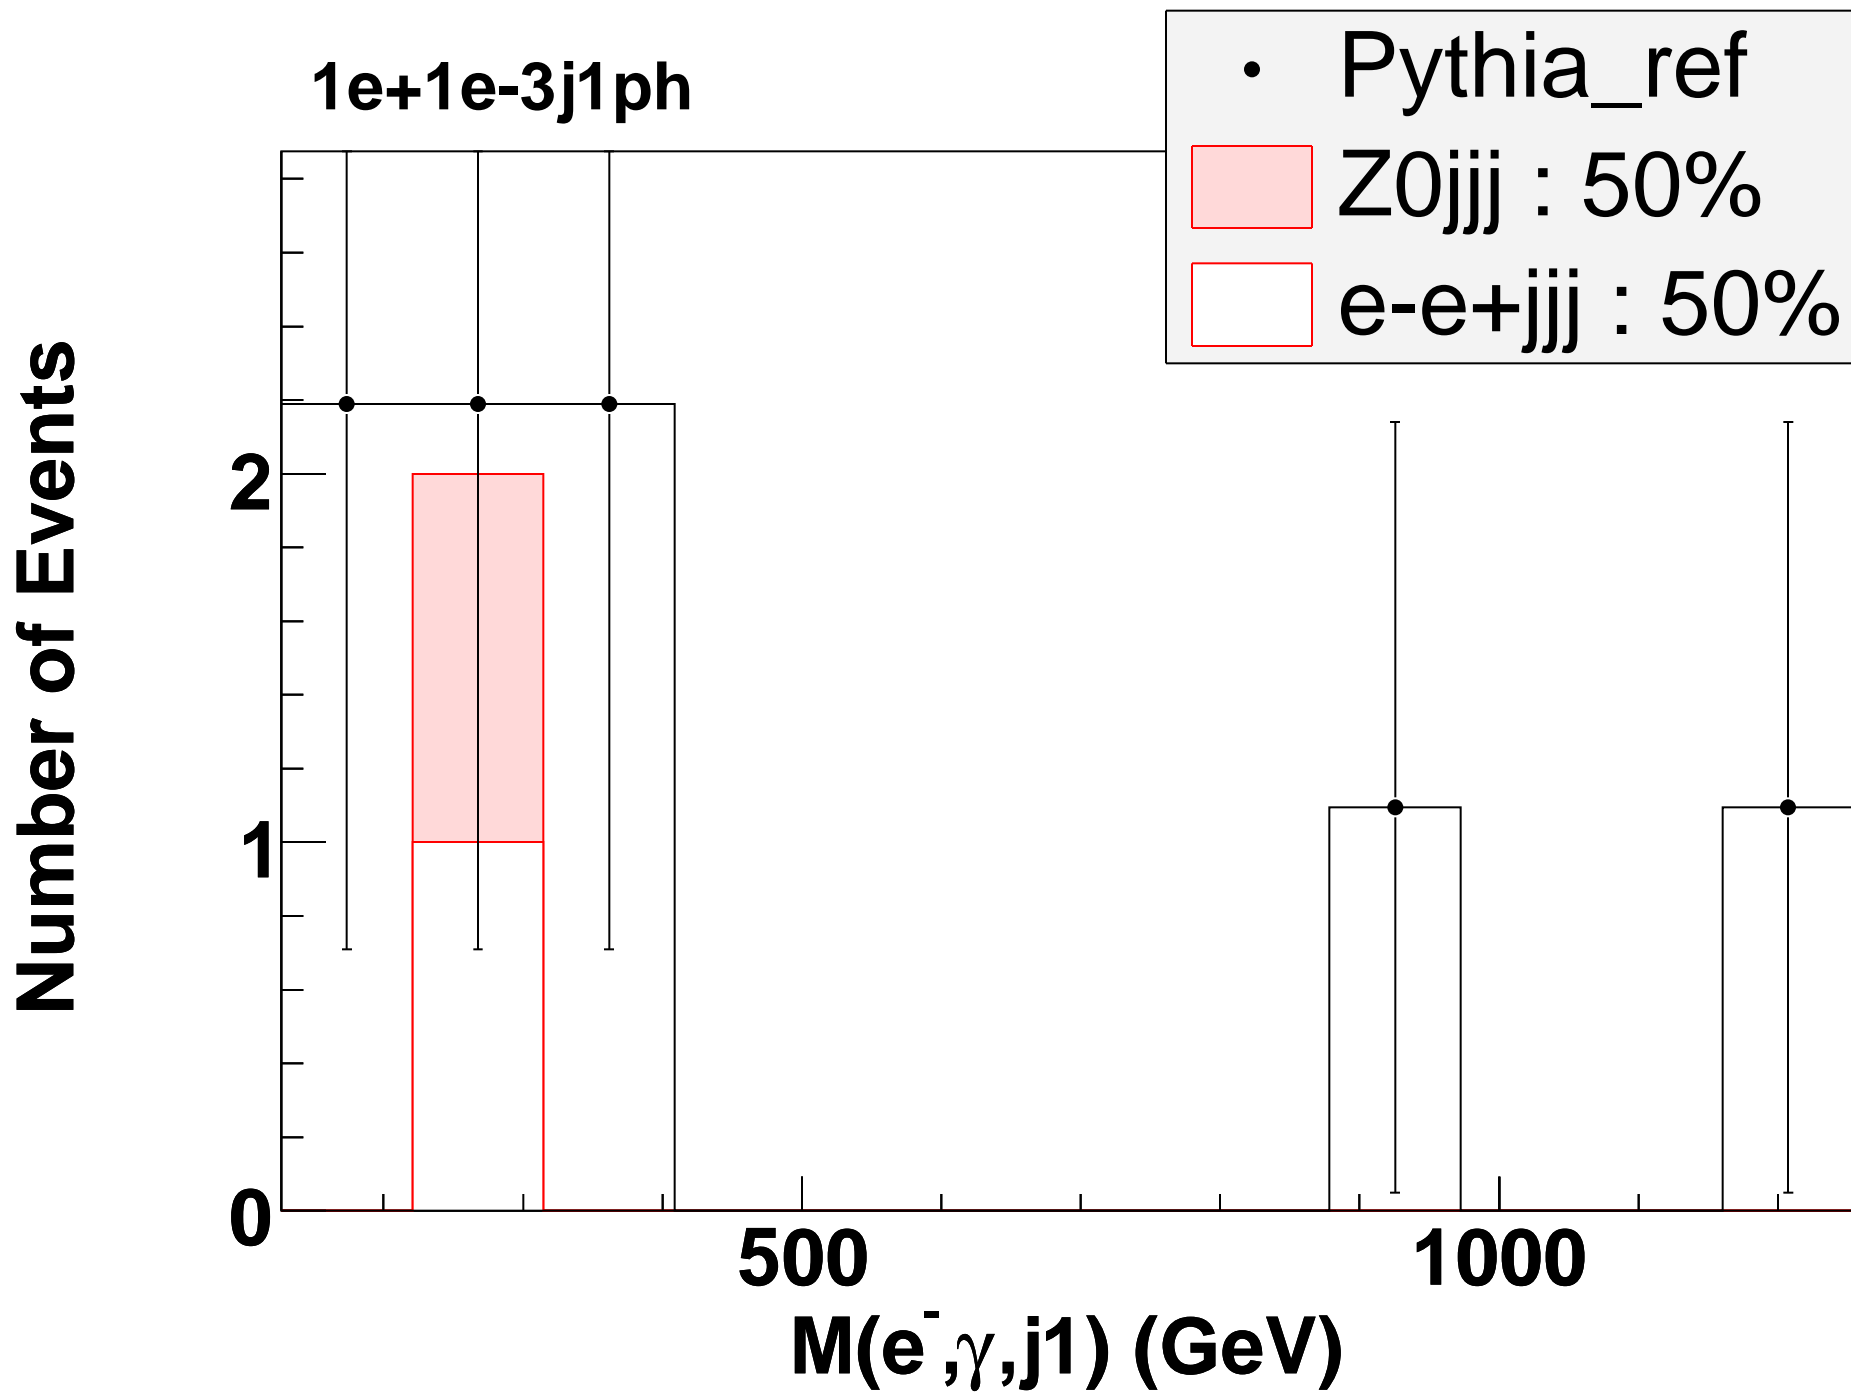 1e+1e-3j1ph
Pythia_ref
Z0jjj : 50%
e-e+jjj : 50%
Number of Events
2
1
0
500
1000
M(e⁻,γ,j1) (GeV)